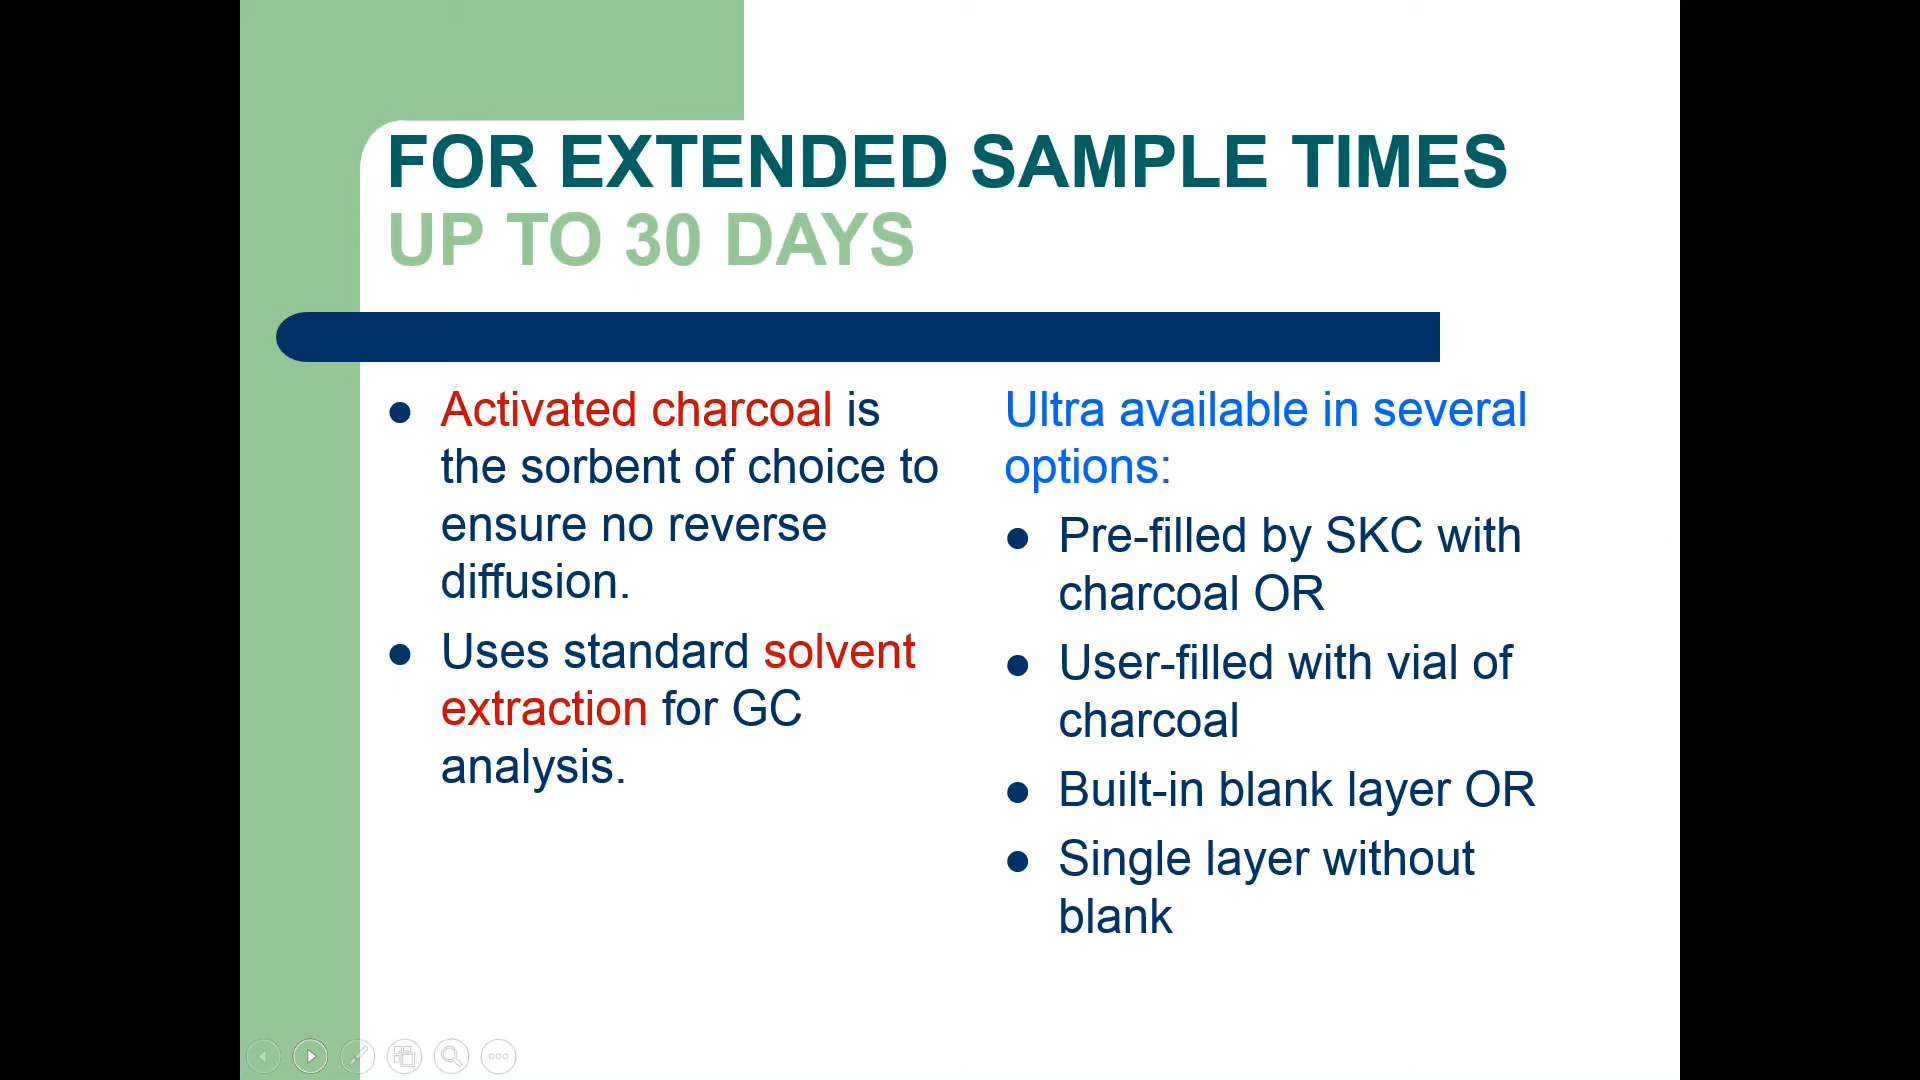 FOR EXTENDED SAMPLE TIMES
UP TO 30 DAYS
Activated charcoal is
the sorbent of choice to
ensure no reverse
diffusion.
Uses standard solvent
extraction for GC
analysis.
Ultra available in several
options:
Pre-filled by SKC with
charcoal OR
User-filled with vial of
charcoal
Built-in blank layer OR
Single layer without
blank